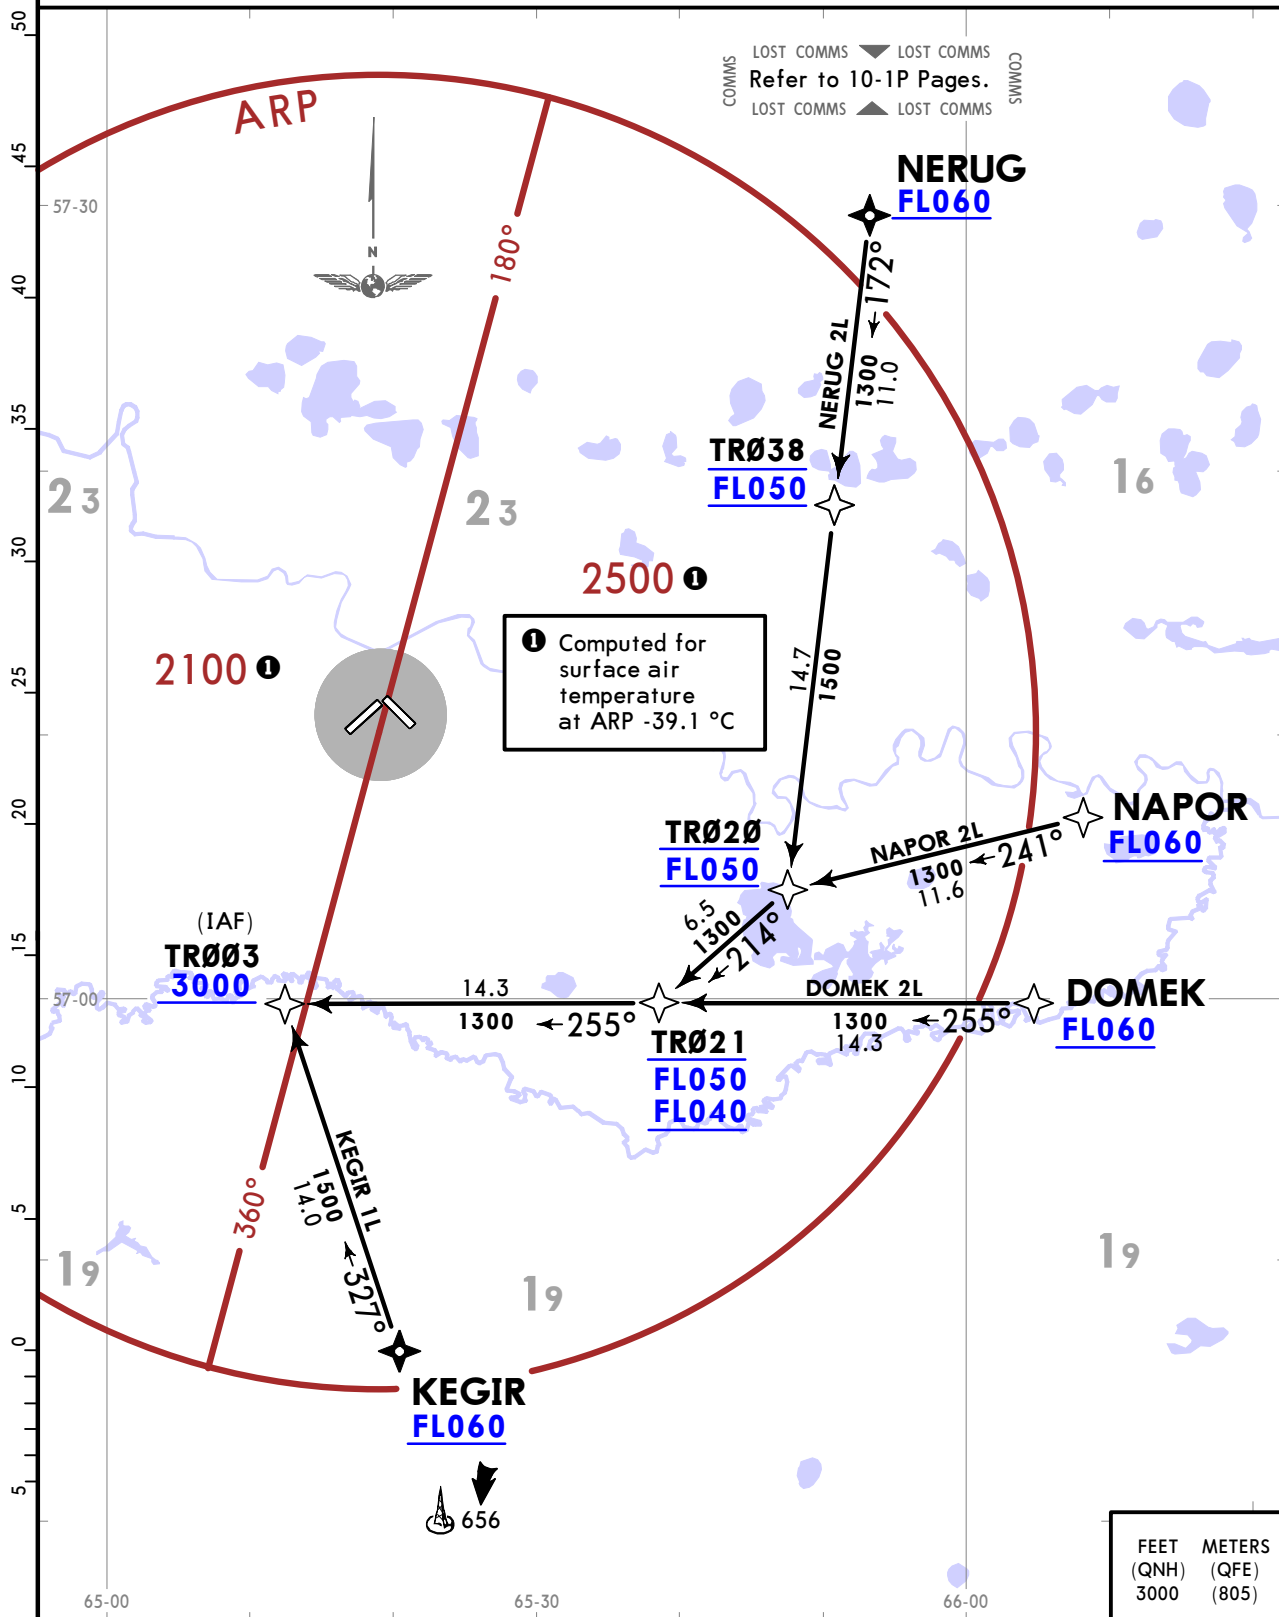 50
LOST COMMS LOST COMMS
COMMS
Refer to 10-1P Pages.
COMMS
LOST COMMS LOST COMMS
ARP
45
NERUG
FL060
57-30
180°
N
172°
40
NERUG 2L
1300
11.0
35
TRØ38
FL050
23
23
16
30
2500 ❶
❶ Computed for
surface air
temperature
at ARP -39.1 °C
2100 ❶
14.7
1500
25
20
NAPOR
FL060
TRØ2Ø
FL050
NAPOR 2L
241°
1300
11.6
6.5
1300
214°
15
(IAF)
TRØØ3
3000
57-00
14.3
1300
255°
DOMEK 2L
1300
255°
14.3
DOMEK
FL060
TRØ21
FL050
FL040
10
KEGIR 1L
1500
14.0
327°
5
360°
19
19
19
0
KEGIR
FL060
5
656
FEET METERS
(QNH) (QFE)
3000 (805)
65-00
65-30
66-00